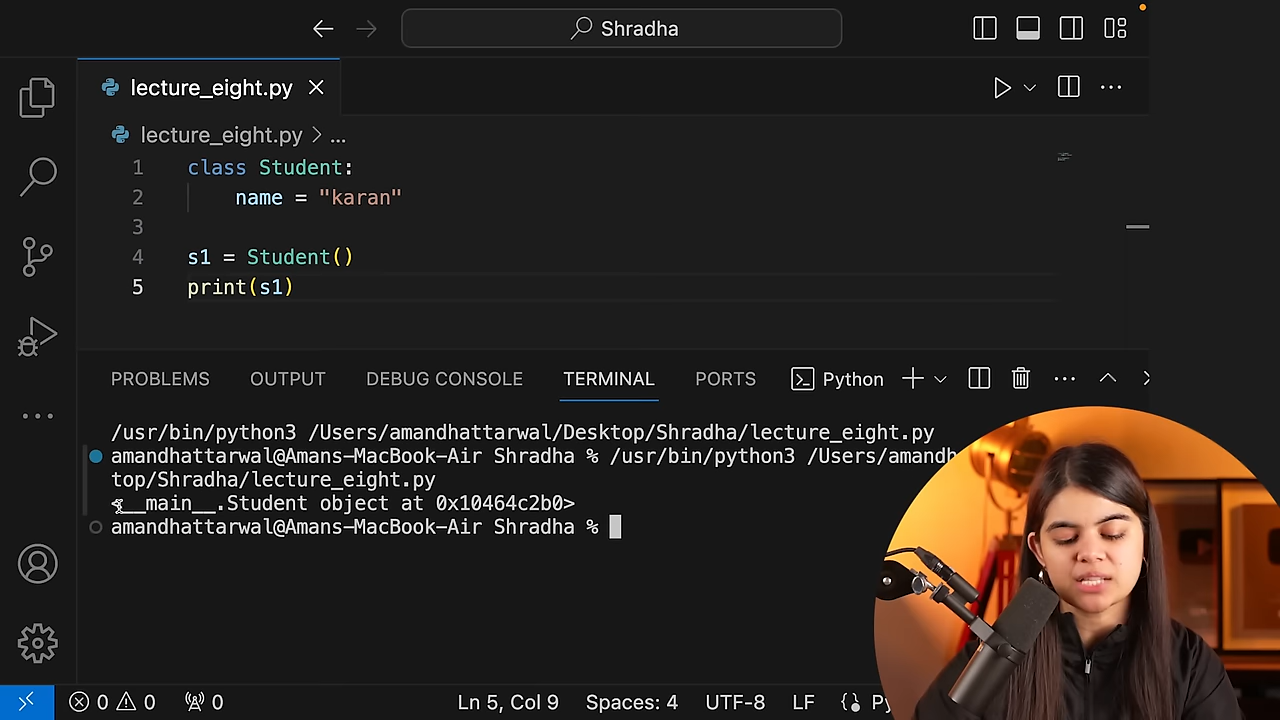 Shradha
lecture_eight.py
lecture_eight.py > ...
1 class Student:
2 name = "karan"
3
4 s1 = Student()
5 print(s1)
PROBLEMS OUTPUT DEBUG CONSOLE TERMINAL PORTS Python
/usr/bin/python3 /Users/amandhattarwal/Desktop/Shradha/lecture_eight.py
amandhattarwal@Amans-MacBook-Air Shradha % /usr/bin/python3 /Users/amandh
top/Shradha/lecture_eight.py
<__main__.Student object at 0x10464c2b0>
amandhattarwal@Amans-MacBook-Air Shradha %
0 0 0 Ln 5, Col 9 Spaces: 4 UTF-8 LF {} Py